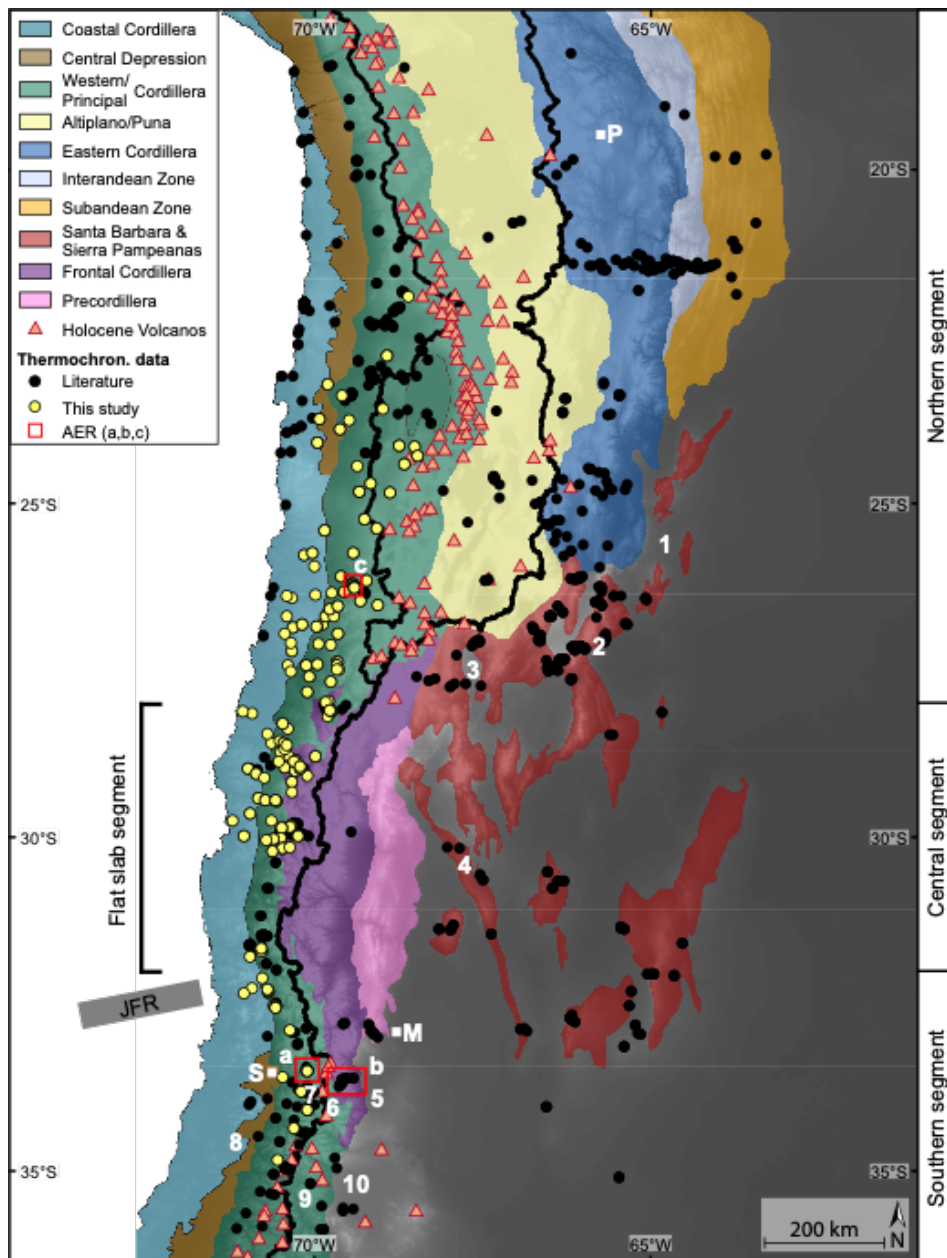 70°W
65°W
Coastal Cordillera
Central Depression
Western/
Principal Cordillera
Altiplano/Puna
Eastern Cordillera
Interandean Zone
Subandean Zone
Santa Barbara &
Sierra Pampeanas
Frontal Cordillera
Precordillera
Holocene Volcanos
Thermochron. data
Literature
This study
AER (a,b,c)
P
20°S
Northern segment
25°S
25°S
1
c
2
3
Flat slab segment
30°S
30°S
Central segment
4
JFR
M
S
a
b
7
6
5
8
35°S
35°S
Southern segment
9
10
70°W
65°W
200 km
N